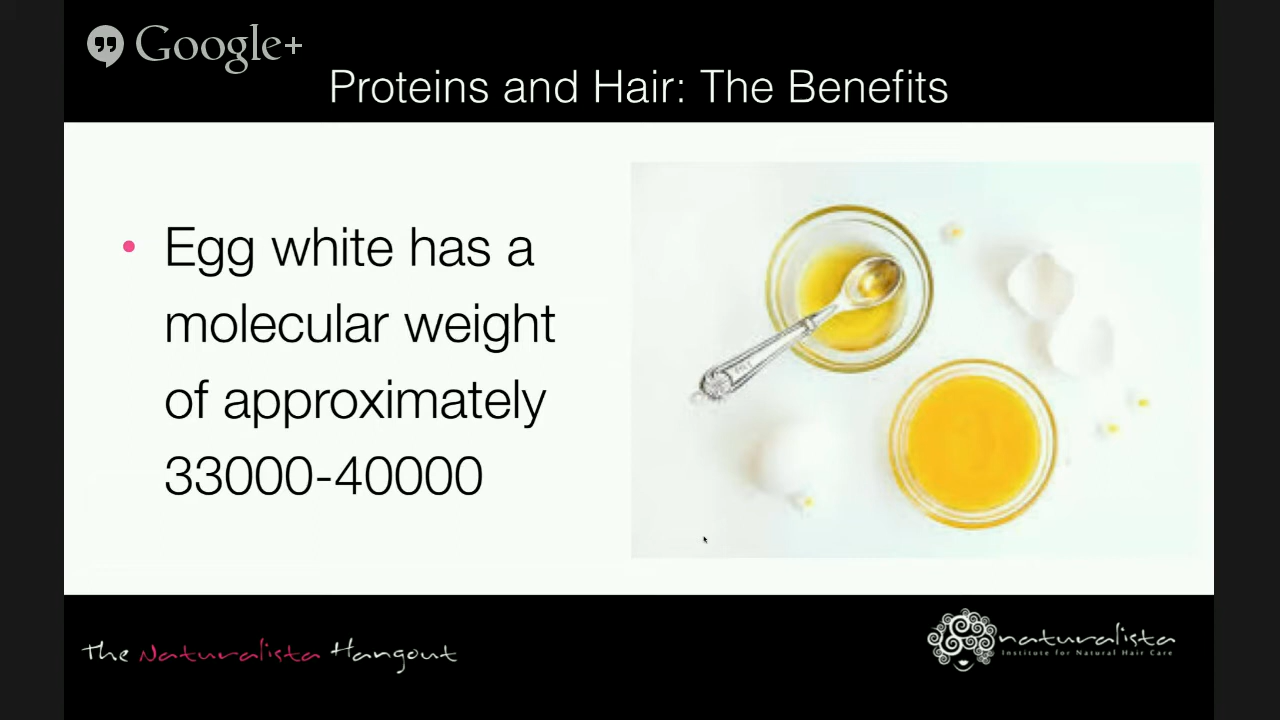 Google+
Proteins and Hair: The Benefits
• Egg white has a
molecular weight
of approximately
33000-40000
The Naturalista Hangout
naturalista
Institute for Natural Hair Care